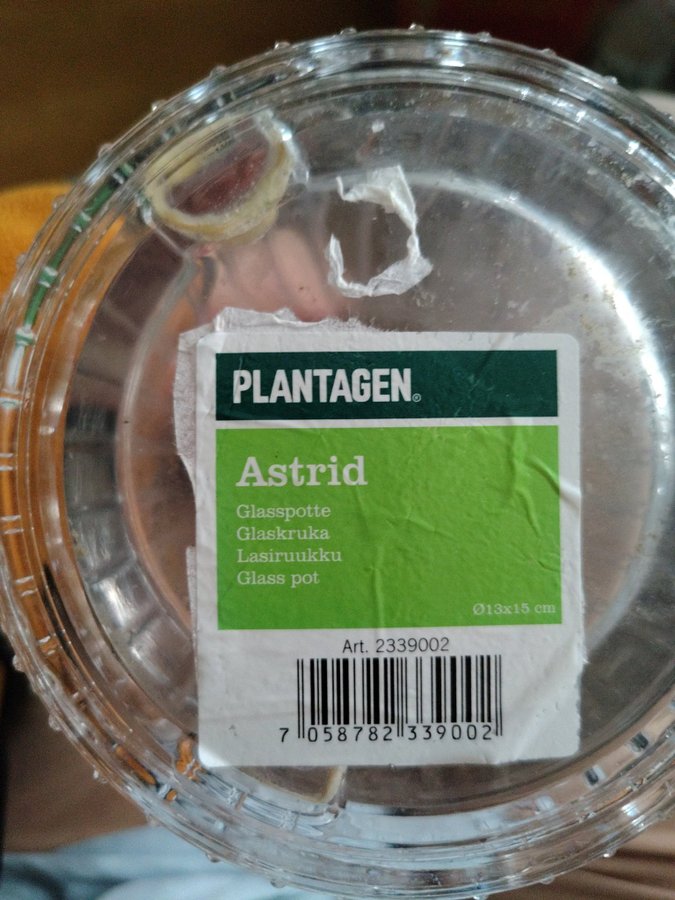 PLANTAGEN®
Astrid
Glasspotte
Glaskruka
Lasiruukku
Glass pot
Ø13x15 cm
Art. 2339002
7 058782 339002